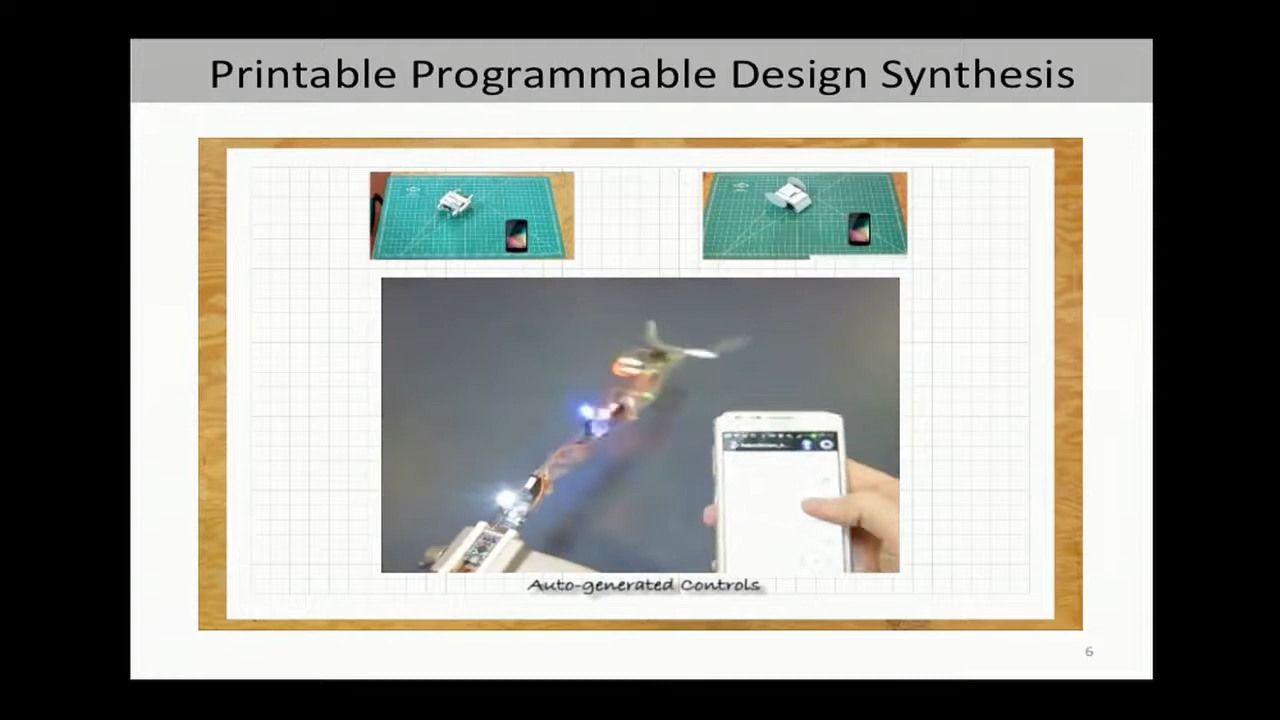 Printable Programmable Design Synthesis
Auto-generated Controls
6